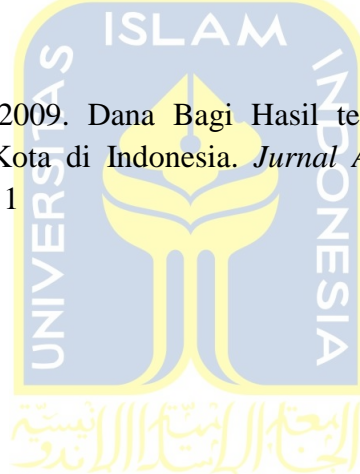 ISLAM
UNIVERSITAS
INDONESIA
2009. Dana Bagi Hasil te
Kota di Indonesia. Jurnal A
1